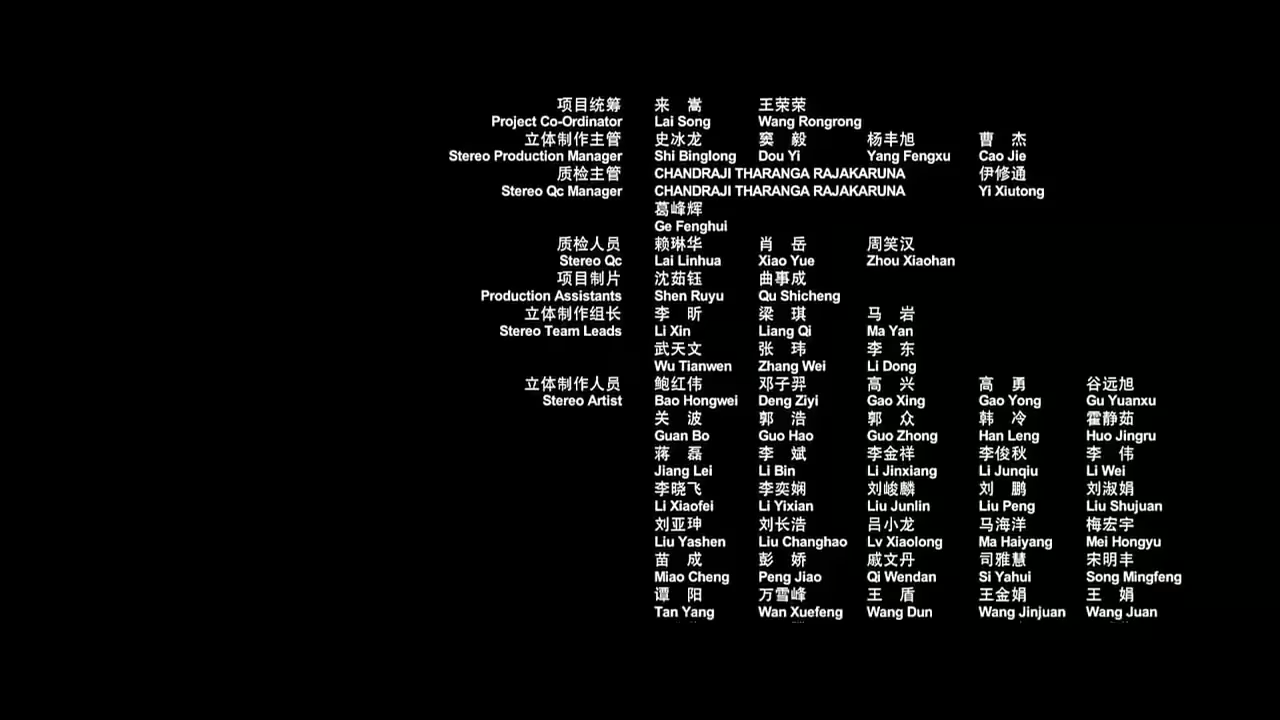 项目统筹 来 嵩 王荣荣
Project Co-Ordinator Lai Song Wang Rongrong
立体制作主管 史冰龙 窦 毅 杨丰旭 曹 杰
Stereo Production Manager Shi Binglong Dou Yi Yang Fengxu Cao Jie
质检主管 CHANDRAJI THARANGA RAJAKARUNA 伊修通
Stereo Qc Manager CHANDRAJI THARANGA RAJAKARUNA Yi Xiutong
葛峰辉
Ge Fenghui
质检人员 赖琳华 肖 岳 周笑汉
Stereo Qc Lai Linhua Xiao Yue Zhou Xiaohan
项目制片 沈茹钰 曲事成
Production Assistants Shen Ruyu Qu Shicheng
立体制作组长 李 昕 梁 琪 马 岩
Stereo Team Leads Li Xin Liang Qi Ma Yan
武天文 张 玮 李 东
Wu Tianwen Zhang Wei Li Dong
立体制作人员 鲍红伟 邓子羿 高 兴 高 勇 谷远旭
Stereo Artist Bao Hongwei Deng Ziyi Gao Xing Gao Yong Gu Yuanxu
关 波 郭 浩 郭 众 韩 冷 霍静茹
Guan Bo Guo Hao Guo Zhong Han Leng Huo Jingru
蒋 磊 李 斌 李金祥 李俊秋 李 伟
Jiang Lei Li Bin Li Jinxiang Li Junqiu Li Wei
李晓飞 李奕娴 刘峻麟 刘 鹏 刘淑娟
Li Xiaofei Li Yixian Liu Junlin Liu Peng Liu Shujuan
刘亚珅 刘长浩 吕小龙 马海洋 梅宏宇
Liu Yashen Liu Changhao Lv Xiaolong Ma Haiyang Mei Hongyu
苗 成 彭 娇 戚文丹 司雅慧 宋明丰
Miao Cheng Peng Jiao Qi Wendan Si Yahui Song Mingfeng
谭 阳 万雪峰 王 盾 王金娟 王 娟
Tan Yang Wan Xuefeng Wang Dun Wang Jinjuan Wang Juan